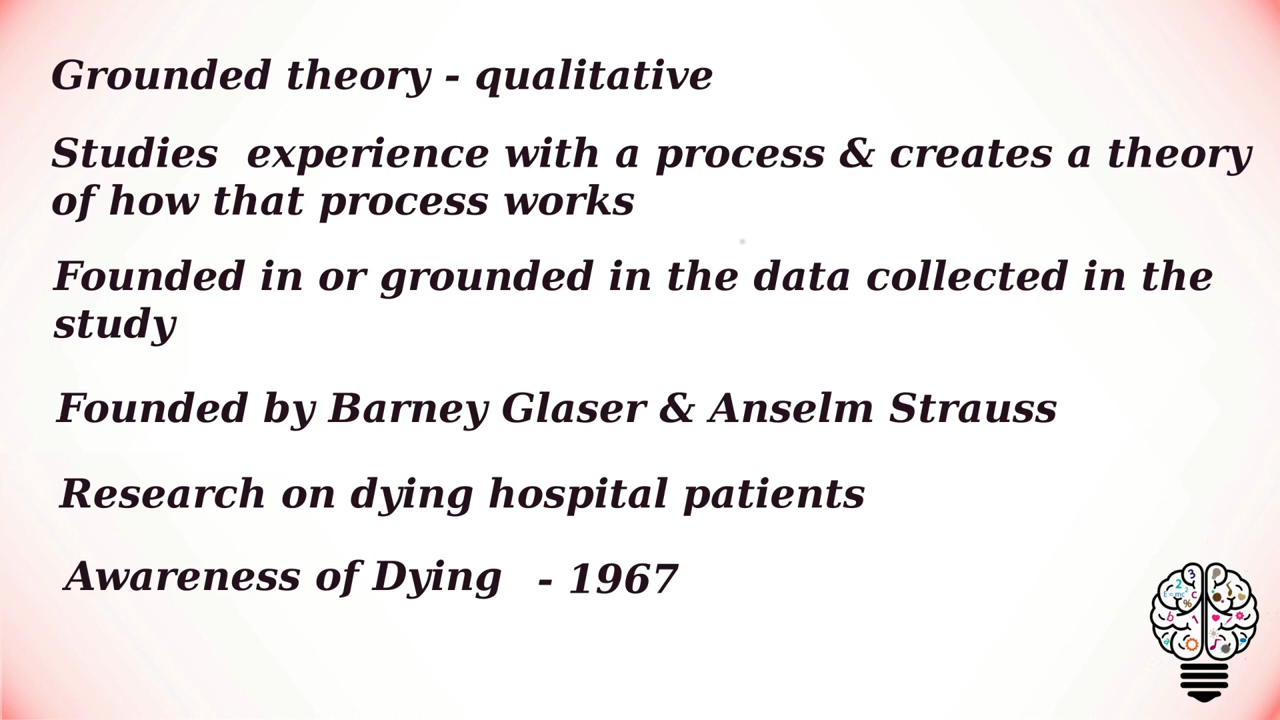 Grounded theory - qualitative
Studies experience with a process & creates a theory
of how that process works
Founded in or grounded in the data collected in the
study
Founded by Barney Glaser & Anselm Strauss
Research on dying hospital patients
Awareness of Dying - 1967